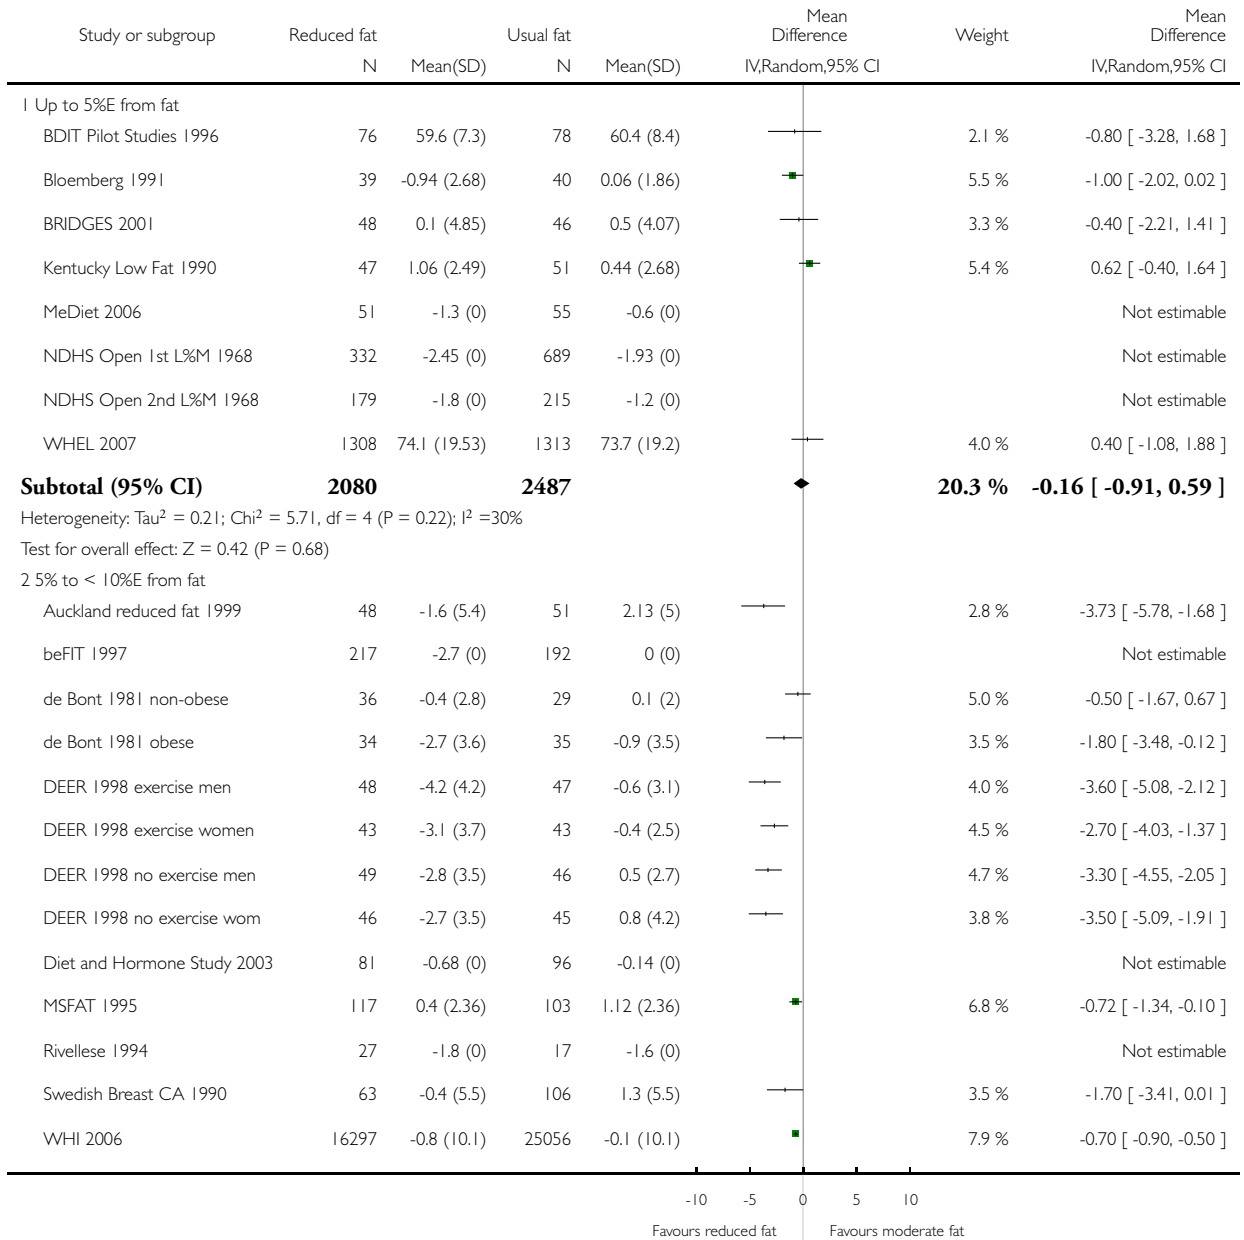 Study or subgroup Reduced fat Usual fat Mean Difference Weight Mean Difference
N Mean(SD) N Mean(SD) IV,Random,95% CI IV,Random,95% CI
1 Up to 5%E from fat
BDIT Pilot Studies 1996 76 59.6 (7.3) 78 60.4 (8.4) 2.1 % -0.80 [ -3.28, 1.68 ]
Bloemberg 1991 39 -0.94 (2.68) 40 0.06 (1.86) 5.5 % -1.00 [ -2.02, 0.02 ]
BRIDGES 2001 48 0.1 (4.85) 46 0.5 (4.07) 3.3 % -0.40 [ -2.21, 1.41 ]
Kentucky Low Fat 1990 47 1.06 (2.49) 51 0.44 (2.68) 5.4 % 0.62 [ -0.40, 1.64 ]
MeDiet 2006 51 -1.3 (0) 55 -0.6 (0) Not estimable
NDHS Open 1st L%M 1968 332 -2.45 (0) 689 -1.93 (0) Not estimable
NDHS Open 2nd L%M 1968 179 -1.8 (0) 215 -1.2 (0) Not estimable
WHEL 2007 1308 74.1 (19.53) 1313 73.7 (19.2) 4.0 % 0.40 [ -1.08, 1.88 ]
Subtotal (95% CI) 2080 2487 20.3 % -0.16 [ -0.91, 0.59 ]
Heterogeneity: Tau² = 0.21; Chi² = 5.71, df = 4 (P = 0.22); I² =30%
Test for overall effect: Z = 0.42 (P = 0.68)
2 5% to < 10%E from fat
Auckland reduced fat 1999 48 -1.6 (5.4) 51 2.13 (5) 2.8 % -3.73 [ -5.78, -1.68 ]
beFIT 1997 217 -2.7 (0) 192 0 (0) Not estimable
de Bont 1981 non-obese 36 -0.4 (2.8) 29 0.1 (2) 5.0 % -0.50 [ -1.67, 0.67 ]
de Bont 1981 obese 34 -2.7 (3.6) 35 -0.9 (3.5) 3.5 % -1.80 [ -3.48, -0.12 ]
DEER 1998 exercise men 48 -4.2 (4.2) 47 -0.6 (3.1) 4.0 % -3.60 [ -5.08, -2.12 ]
DEER 1998 exercise women 43 -3.1 (3.7) 43 -0.4 (2.5) 4.5 % -2.70 [ -4.03, -1.37 ]
DEER 1998 no exercise men 49 -2.8 (3.5) 46 0.5 (2.7) 4.7 % -3.30 [ -4.55, -2.05 ]
DEER 1998 no exercise wom 46 -2.7 (3.5) 45 0.8 (4.2) 3.8 % -3.50 [ -5.09, -1.91 ]
Diet and Hormone Study 2003 81 -0.68 (0) 96 -0.14 (0) Not estimable
MSFAT 1995 117 0.4 (2.36) 103 1.12 (2.36) 6.8 % -0.72 [ -1.34, -0.10 ]
Rivellese 1994 27 -1.8 (0) 17 -1.6 (0) Not estimable
Swedish Breast CA 1990 63 -0.4 (5.5) 106 1.3 (5.5) 3.5 % -1.70 [ -3.41, 0.01 ]
WHI 2006 16297 -0.8 (10.1) 25056 -0.1 (10.1) 7.9 % -0.70 [ -0.90, -0.50 ]
-10 -5 0 5 10
Favours reduced fat Favours moderate fat